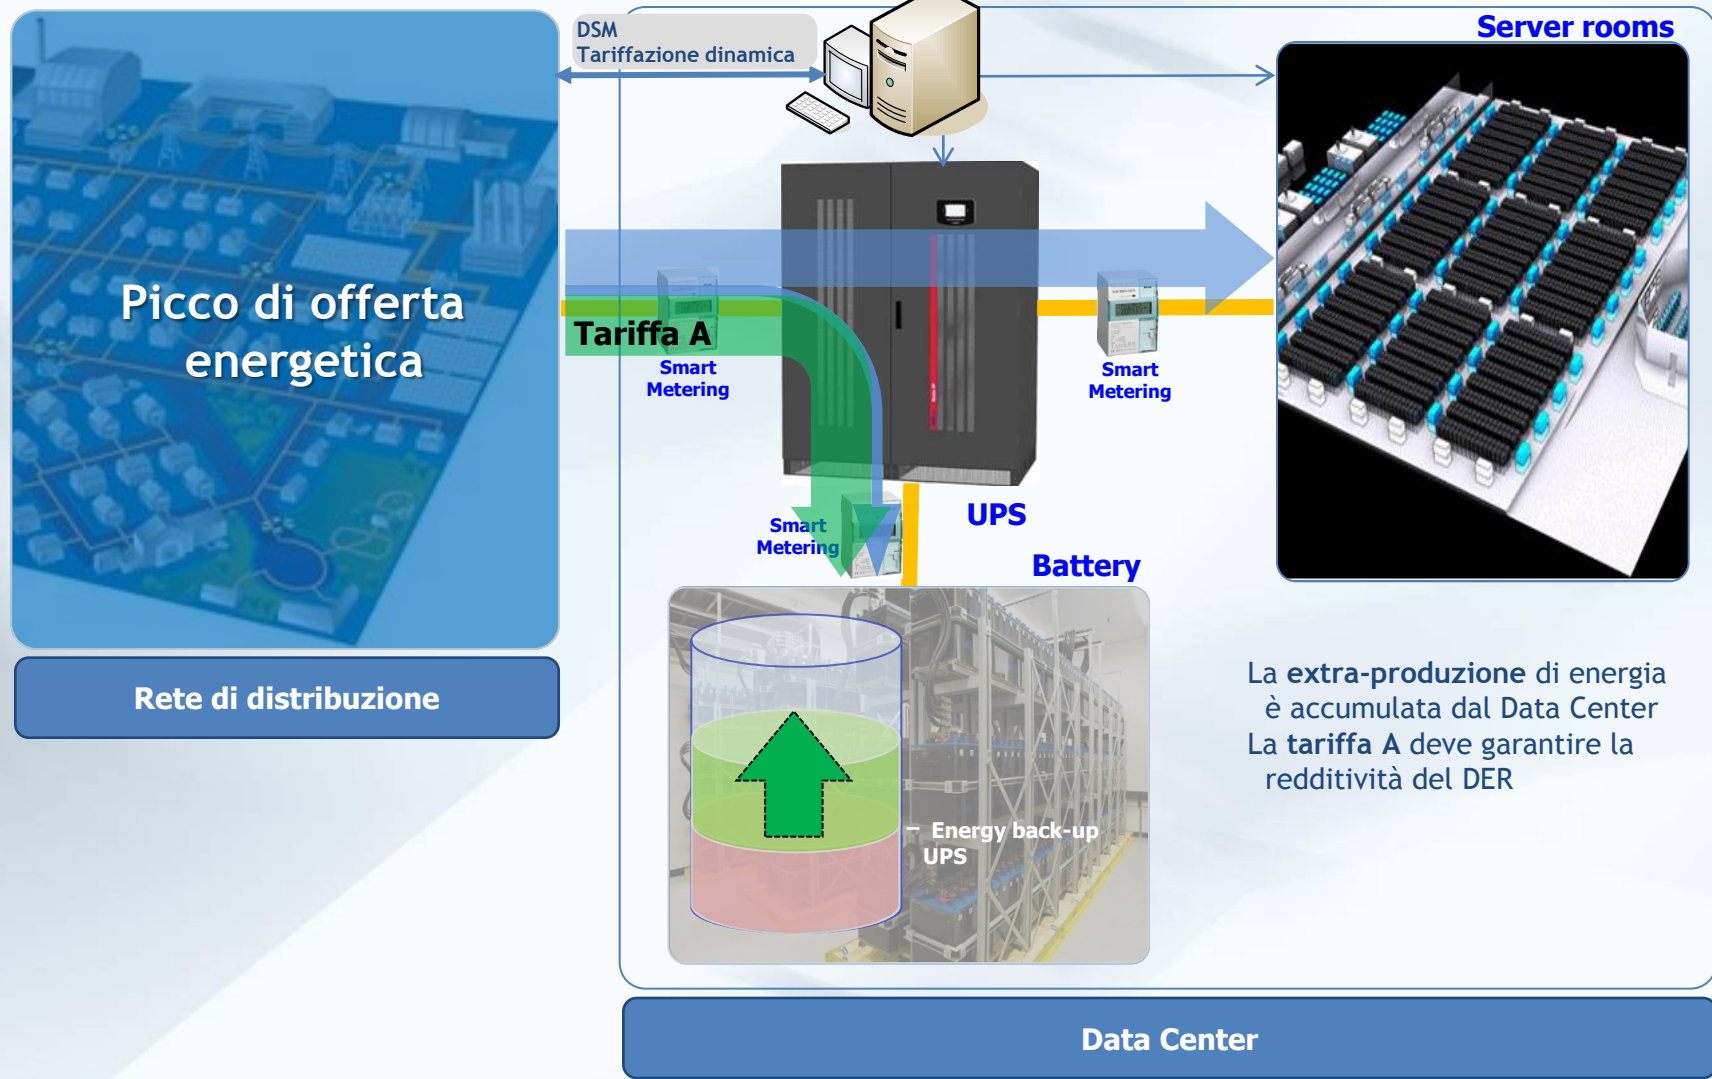 DSM
Tariffazione dinamica
Server rooms
Picco di offerta
energetica
Tariffa A
Smart
Metering
Smart
Metering
Smart
Metering
UPS
Battery
Rete di distribuzione
La extra-produzione di energia
è accumulata dal Data Center
La tariffa A deve garantire la
redditività del DER
– Energy back-up
UPS
Data Center